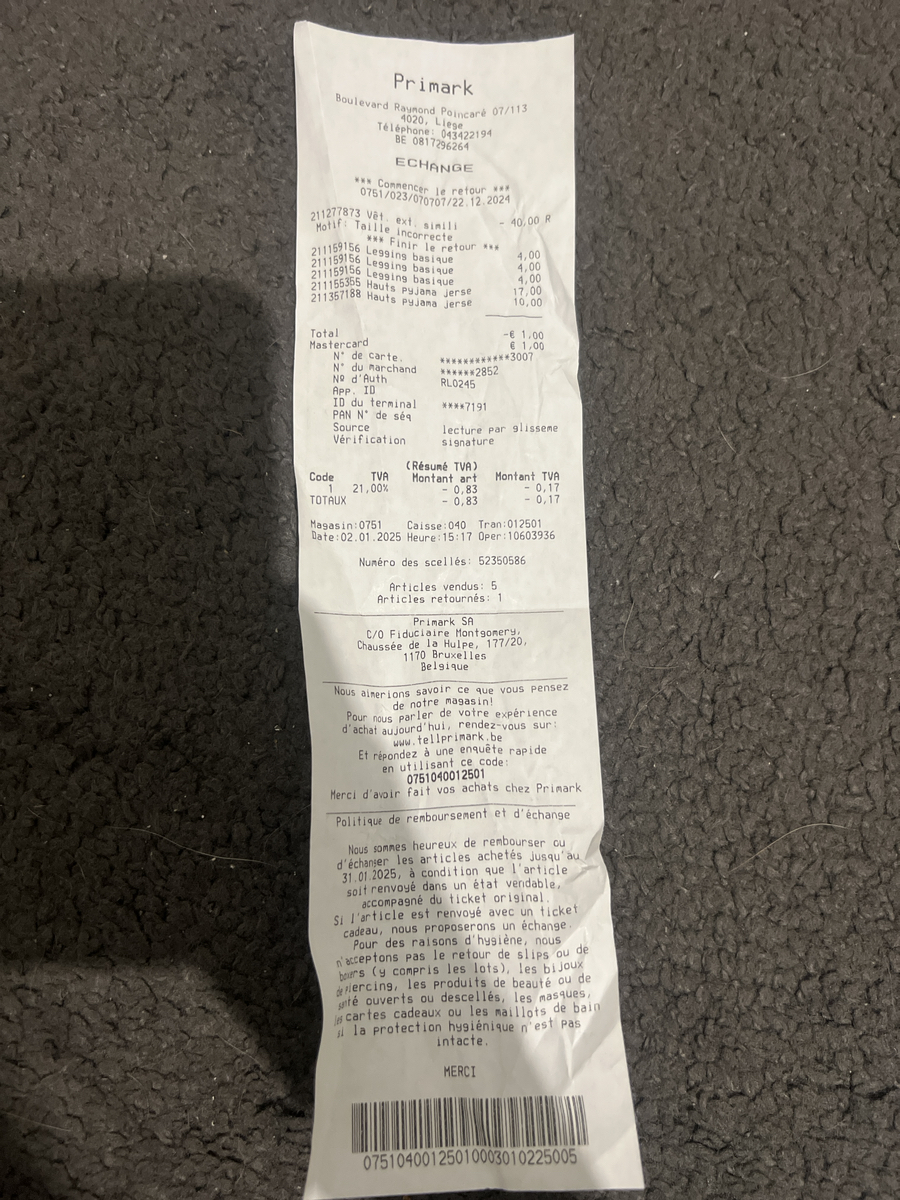 Primark
Boulevard Raymond Poincaré 07/113
4020, Liege
Téléphone: 043422194
BE 0817296264
ECHANGE
*** Commencer le retour ***
0751/023/070707/22.12.2024
211277873 Vêt. ext. simili - 40,00 R
Motif: Taille incorrecte
*** Finir le retour ***
211159156 Legging basique 4,00
211159156 Legging basique 4,00
211159156 Legging basique 4,00
211155355 Hauts pyjama jerse 17,00
211357188 Hauts pyjama jerse 10,00
Total -€ 1,00
Mastercard € 1,00
N° de carte. ************3007
N° du marchand ******2852
Nº d'Auth RL0245
App. ID
ID du terminal ****7191
PAN N° de séq
Source lecture par glisseme
Vérification signature
(Résumé TVA)
Code TVA Montant art Montant TVA
1 21,00% - 0,83 - 0,17
TOTAUX - 0,83 - 0,17
Magasin:0751 Caisse:040 Tran:012501
Date:02.01.2025 Heure:15:17 Oper:10603936
Numéro des scellés: 52350586
Articles vendus: 5
Articles retournés: 1
Primark SA
C/O Fiduciaire Montgomery,
Chaussée de la Hulpe, 177/20,
1170 Bruxelles
Belgique
Nous aimerions savoir ce que vous pensez
de notre magasin!
Pour nous parler de votre expérience
d'achat aujourd'hui, rendez-vous sur:
www.tellprimark.be
Et répondez à une enquête rapide
en utilisant ce code:
0751040012501
Merci d'avoir fait vos achats chez Primark
Politique de remboursement et d'échange
Nous sommes heureux de rembourser ou
d'échanger les articles achetés jusqu'au
31.01.2025, à condition que l'article
soit renvoyé dans un état vendable,
accompagné du ticket original.
Si l'article est renvoyé avec un ticket
cadeau, nous proposerons un échange.
Pour des raisons d'hygiène, nous
n'acceptons pas le retour de slips ou de
boxers (y compris les lots), les bijoux
de piercing, les produits de beauté ou de
santé ouverts ou descellés, les masques,
les cartes cadeaux ou les maillots de bain
si la protection hygiénique n'est pas
intacte.
MERCI
07510400125010003010225005